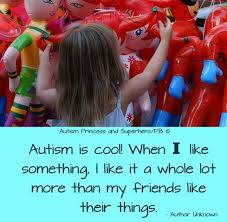 Autism Princess and Superhero/FB ©
Autism is cool! When I like
something, I like it a whole lot
more than my friends like
their things.
- Author Unknown